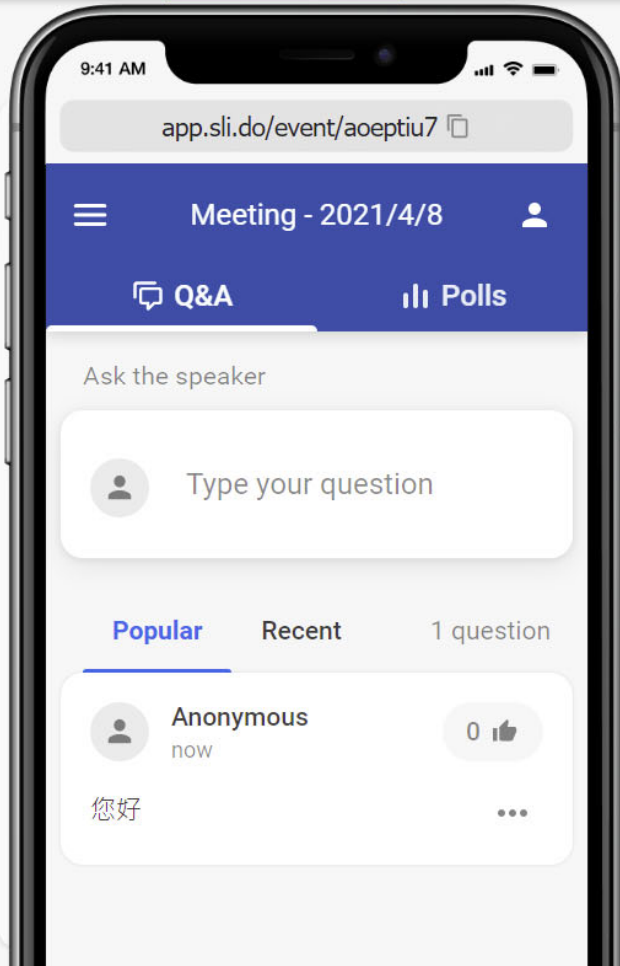 9:41 AM
app.sli.do/event/aoeptiu7
Meeting - 2021/4/8
Q&A
Polls
Ask the speaker
Type your question
Popular
Recent
1 question
Anonymous
0
now
您好